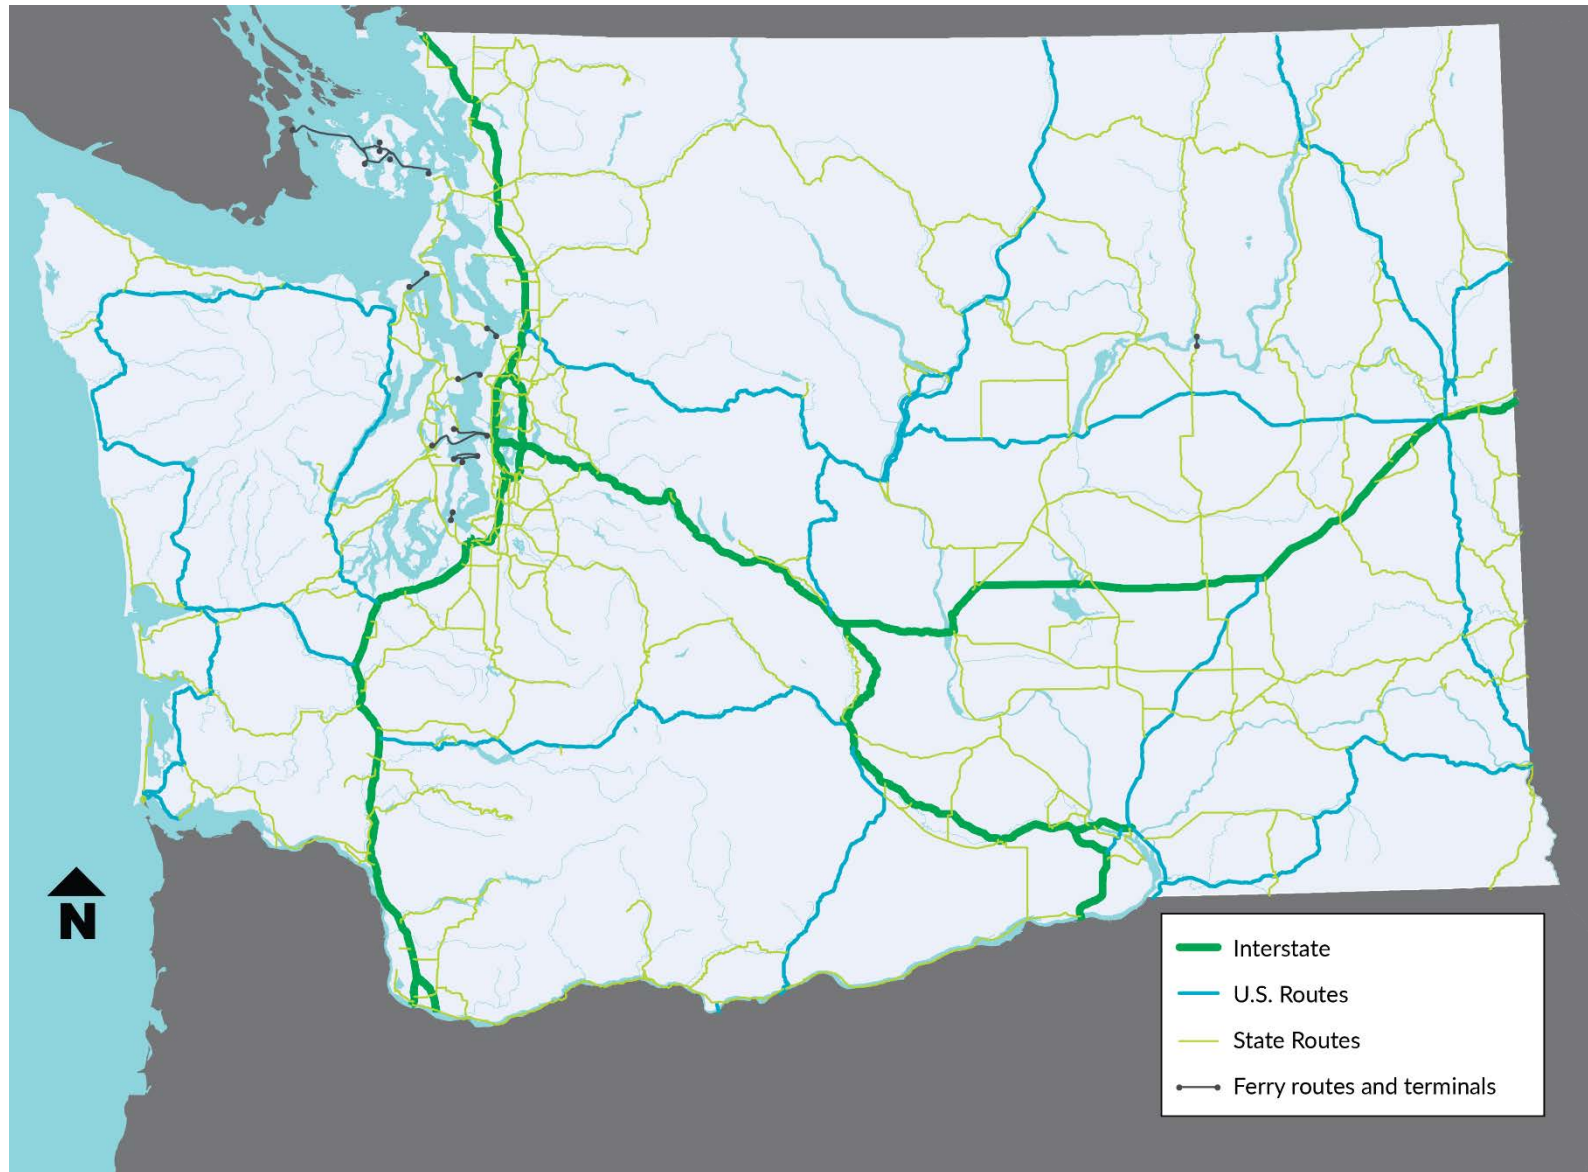 N
Interstate
U.S. Routes
State Routes
Ferry routes and terminals